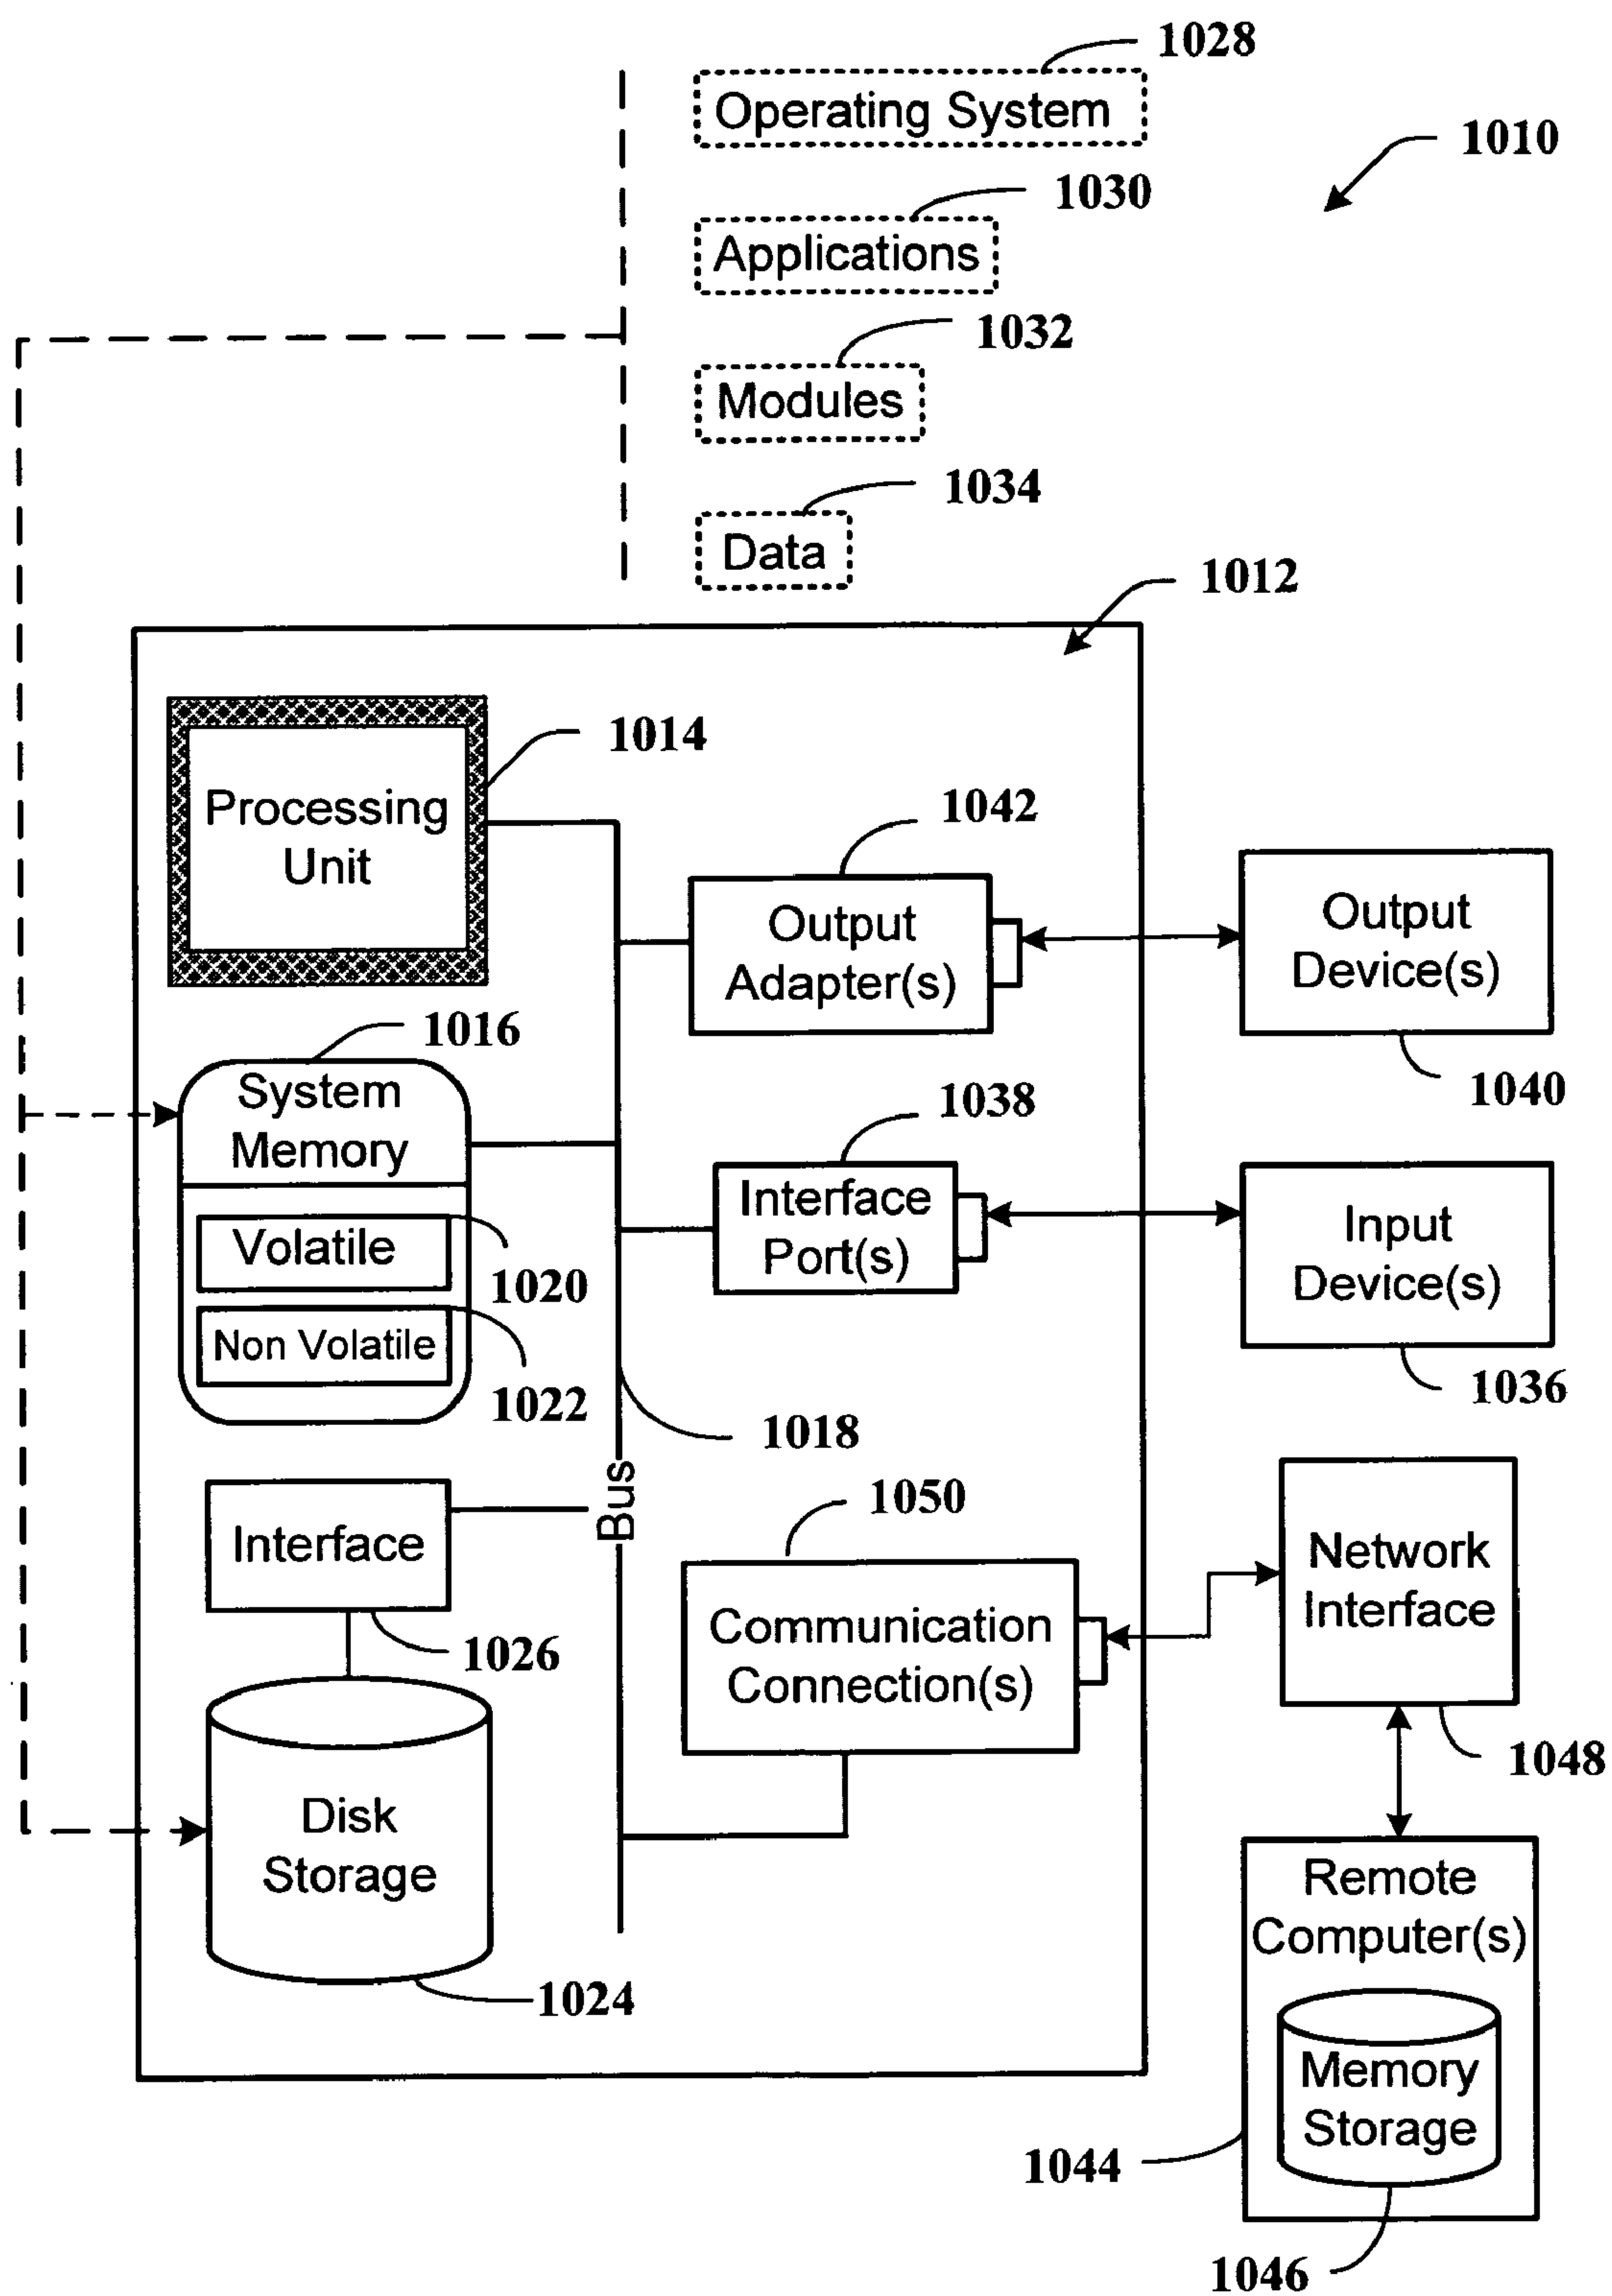 1028
Operating System
1010
1030
Applications
1032
Modules
1034
Data
1012
1014
Processing
Unit
1042
Output
Adapter(s)
Output
Device(s)
1040
1016
System
Memory
1038
Interface
Port(s)
Input
Device(s)
1036
Volatile
1020
Non Volatile
1022
1018
Bus
Interface
1026
1050
Communication
Connection(s)
Network
Interface
1048
Disk
Storage
1024
Remote
Computer(s)
Memory
Storage
1044
1046